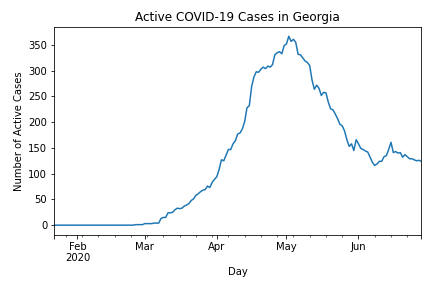 Active COVID-19 Cases in Georgia
Number of Active Cases
350
300
250
200
150
100
50
0
Feb
2020
Mar
Apr
May
Jun
Day